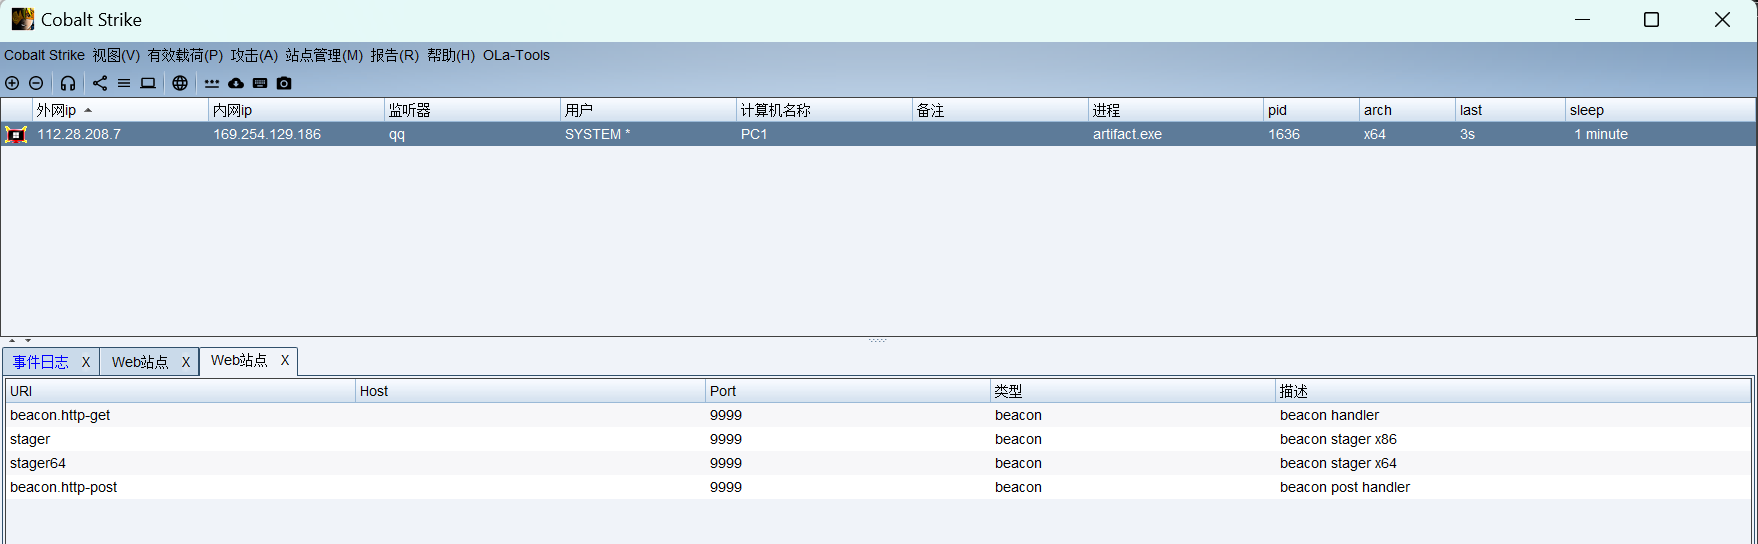 Cobalt Strike
Cobalt Strike 视图(V) 有效载荷(P) 攻击(A) 站点管理(M) 报告(R) 帮助(H) OLa-Tools
外网ip 内网ip 监听器 用户 计算机名称 备注 进程 pid arch last sleep
112.28.208.7 169.254.129.186 qq SYSTEM * PC1 artifact.exe 1636 x64 3s 1 minute
事件日志 X Web站点 X Web站点 X
URI Host Port 类型 描述
beacon.http-get 9999 beacon beacon handler
stager 9999 beacon beacon stager x86
stager64 9999 beacon beacon stager x64
beacon.http-post 9999 beacon beacon post handler